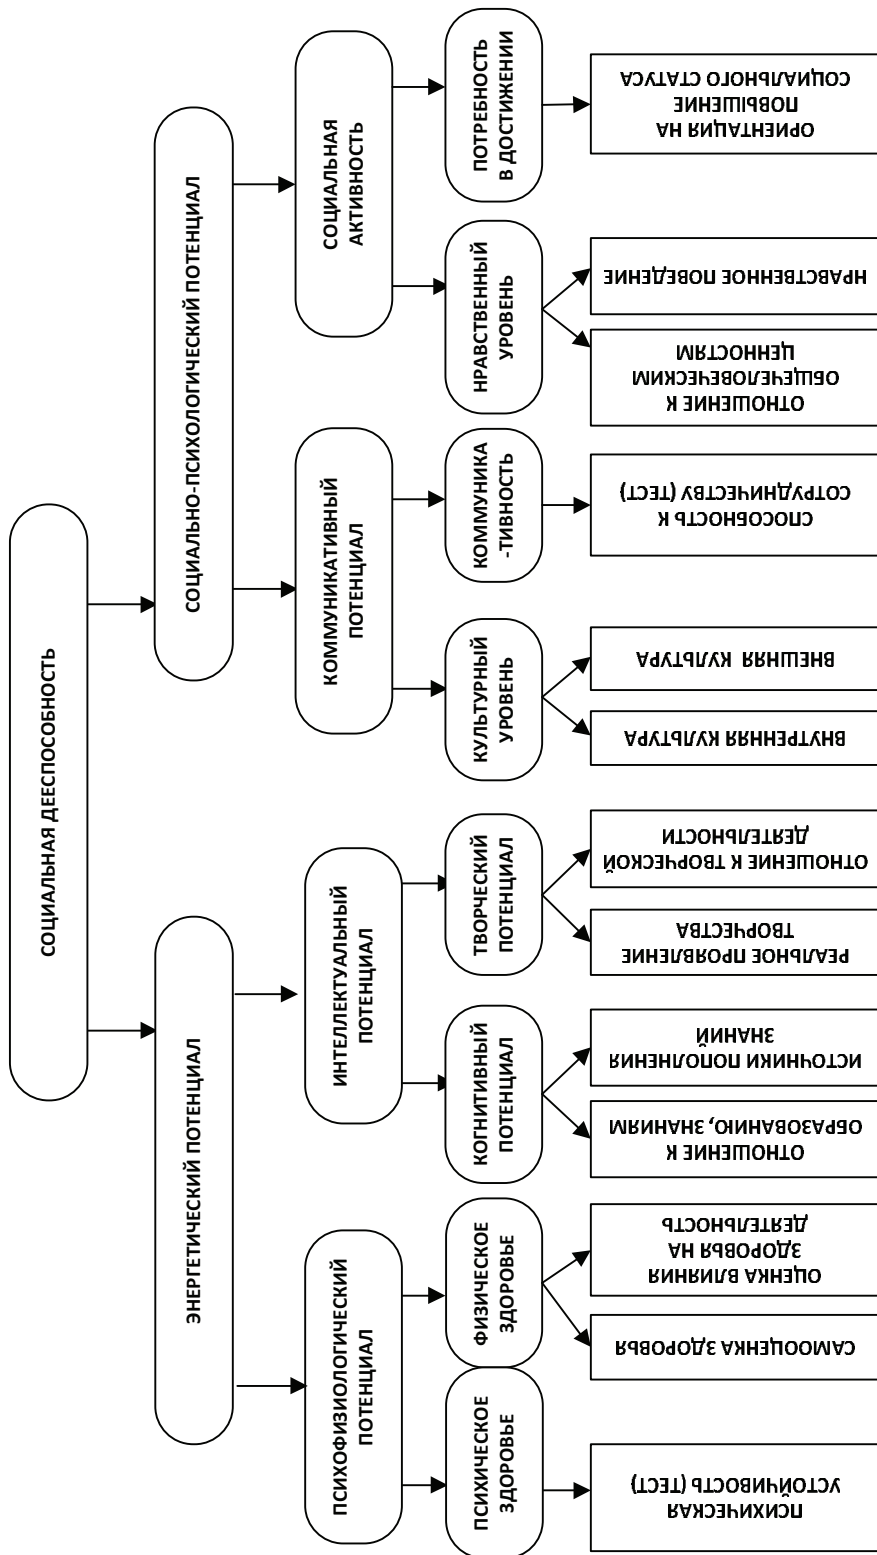 СОЦИАЛЬНАЯ ДЕЕСПОСОБНОСТЬ
ЭНЕРГЕТИЧЕСКИЙ ПОТЕНЦИАЛ
СОЦИАЛЬНО-ПСИХОЛОГИЧЕСКИЙ ПОТЕНЦИАЛ
ПСИХОФИЗИОЛОГИЧЕСКИЙ
ПОТЕНЦИАЛ
ИНТЕЛЛЕКТУАЛЬНЫЙ
ПОТЕНЦИАЛ
КОММУНИКАТИВНЫЙ
ПОТЕНЦИАЛ
СОЦИАЛЬНАЯ
АКТИВНОСТЬ
ПСИХИЧЕСКОЕ
ЗДОРОВЬЕ
ФИЗИЧЕСКОЕ
ЗДОРОВЬЕ
КОГНИТИВНЫЙ
ПОТЕНЦИАЛ
ТВОРЧЕСКИЙ
ПОТЕНЦИАЛ
КУЛЬТУРНЫЙ
УРОВЕНЬ
КОММУНИКА
-ТИВНОСТЬ
НРАВСТВЕННЫЙ
УРОВЕНЬ
ПОТРЕБНОСТЬ
В ДОСТИЖЕНИИ
ПСИХИЧЕСКАЯ
УСТОЙЧИВОСТЬ (ТЕСТ)
САМООЦЕНКА ЗДОРОВЬЯ
ОЦЕНКА ВЛИЯНИЯ
ЗДОРОВЬЯ НА
ДЕЯТЕЛЬНОСТЬ
ОТНОШЕНИЕ К
ОБРАЗОВАНИЮ, ЗНАНИЯМ
ИСТОЧНИКИ ПОПОЛНЕНИЯ
ЗНАНИЙ
РЕАЛЬНОЕ ПРОЯВЛЕНИЕ
ТВОРЧЕСТВА
ОТНОШЕНИЕ К ТВОРЧЕСКОЙ
ДЕЯТЕЛЬНОСТИ
ВНУТРЕННЯЯ КУЛЬТУРА
ВНЕШНЯЯ КУЛЬТУРА
СПОСОБНОСТЬ К
СОТРУДНИЧЕСТВУ (ТЕСТ)
ОТНОШЕНИЕ К
ОБЩЕЧЕЛОВЕЧЕСКИМ
ЦЕННОСТЯМ
НРАВСТВЕННОЕ ПОВЕДЕНИЕ
ОРИЕНТАЦИЯ НА
ПОВЫШЕНИЕ
СОЦИАЛЬНОГО СТАТУСА